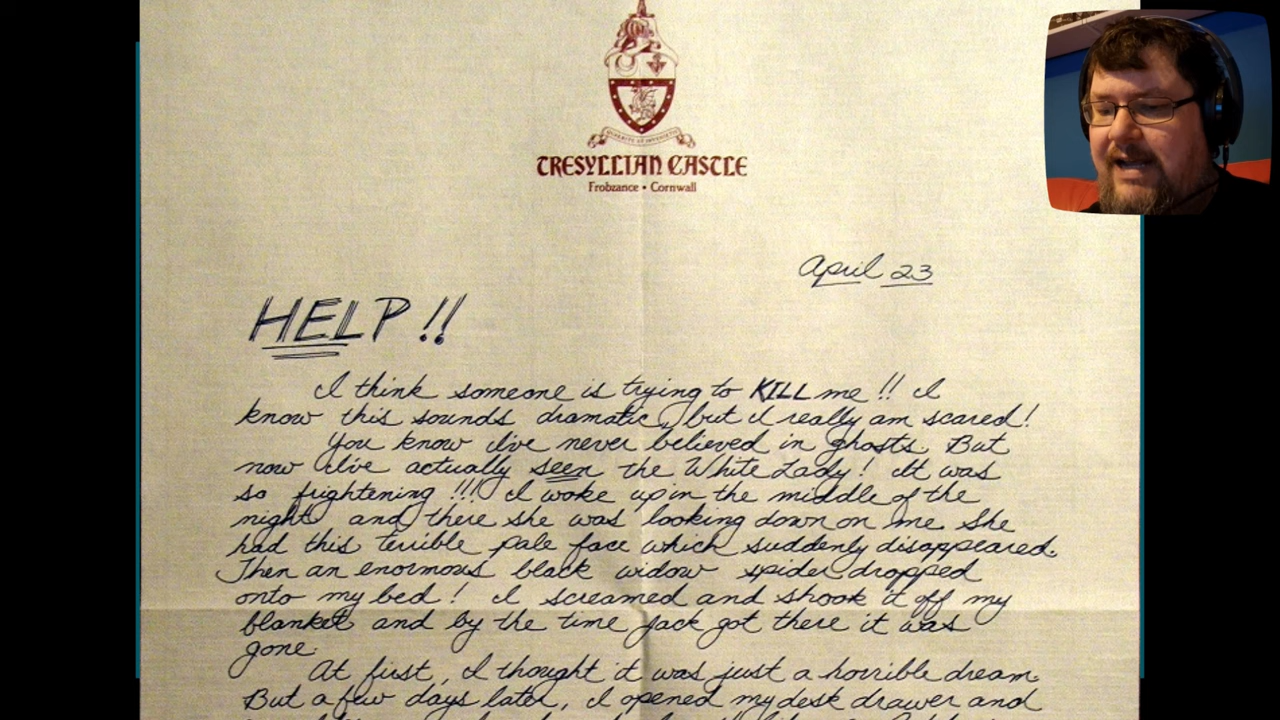 TRESYLLIAN CASTLE
Frobzance • Cornwall
April 23
HELP!!
I think someone is trying to KILL me!! I
know this sounds dramatic, but I really am scared!
You know I've never believed in ghosts. But
now I've actually seen the White Lady! It was
so frightening!!! I woke up in the middle of the
night and there she was looking down on me. She
had this terrible pale face which suddenly disappeared.
Then an enormous black widow spider dropped
onto my bed! I screamed and shook it off my
blanket and by the time Jack got there it was
gone.
At first, I thought it was just a horrible dream.
But a few days later, I opened my desk drawer and